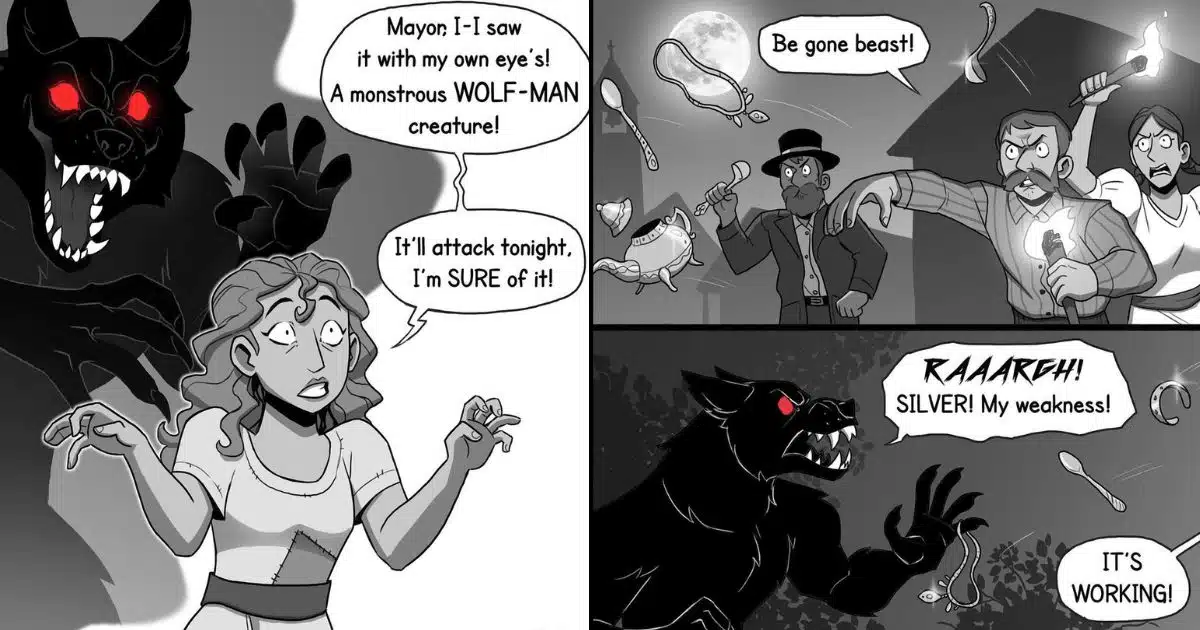 Mayor, I-I saw
it with my own eye's!
A monstrous WOLF-MAN
creature!
It'll attack tonight,
I'm SURE of it!
Be gone beast!
RAAARGH!
SILVER! My weakness!
IT'S
WORKING!